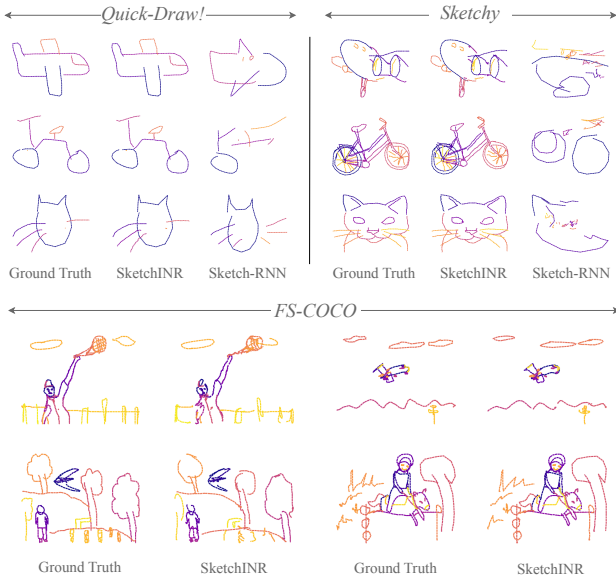 Quick-Draw!
Sketchy
Ground Truth SketchINR Sketch-RNN
Ground Truth SketchINR Sketch-RNN
FS-COCO
Ground Truth SketchINR Ground Truth SketchINR